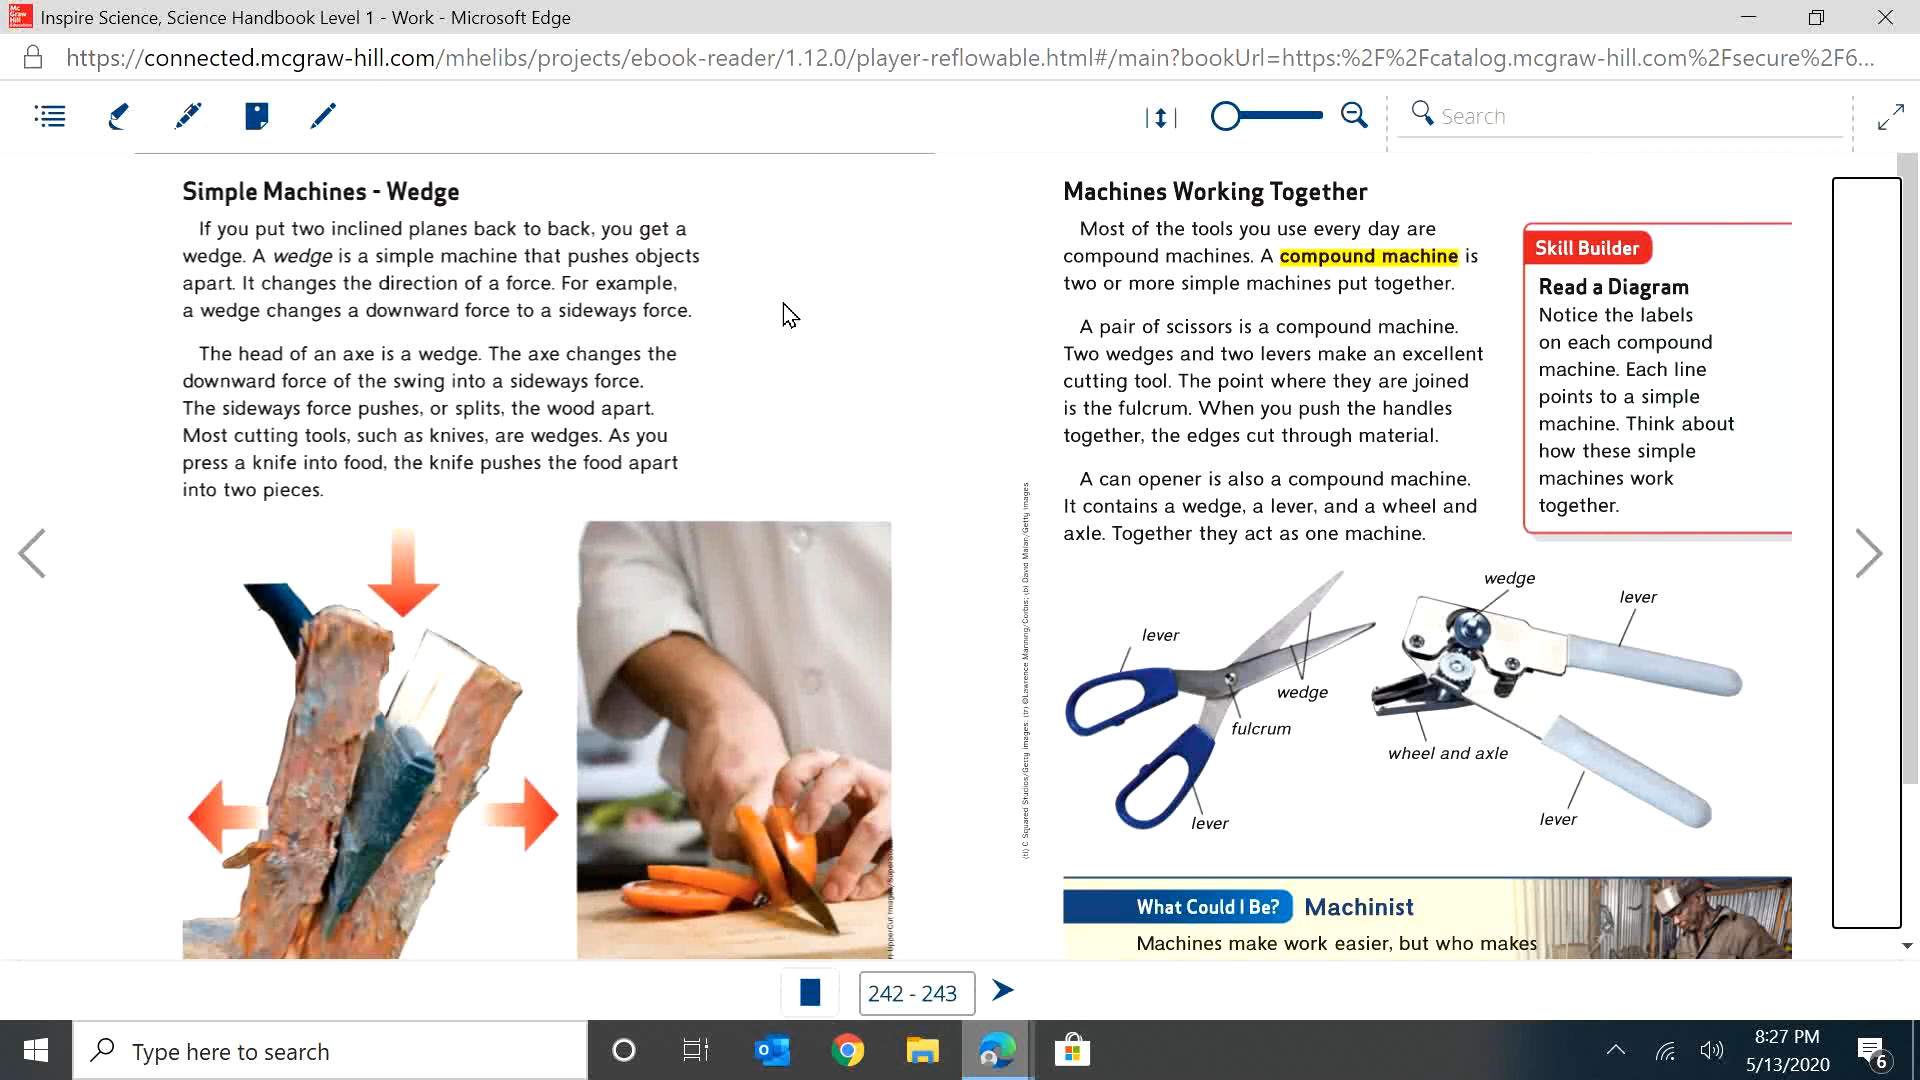 Mc
Graw
Hill
Education
Inspire Science, Science Handbook Level 1 - Work - Microsoft Edge
https://connected.mcgraw-hill.com/mhelibs/projects/ebook-reader/1.12.0/player-reflowable.html#/main?bookUrl=https:%2F%2Fcatalog.mcgraw-hill.com%2Fsecure%2F6...
Search
Simple Machines - Wedge
If you put two inclined planes back to back, you get a
wedge. A wedge is a simple machine that pushes objects
apart. It changes the direction of a force. For example,
a wedge changes a downward force to a sideways force.
The head of an axe is a wedge. The axe changes the
downward force of the swing into a sideways force.
The sideways force pushes, or splits, the wood apart.
Most cutting tools, such as knives, are wedges. As you
press a knife into food, the knife pushes the food apart
into two pieces.
Machines Working Together
Most of the tools you use every day are
compound machines. A compound machine is
two or more simple machines put together.
A pair of scissors is a compound machine.
Two wedges and two levers make an excellent
cutting tool. The point where they are joined
is the fulcrum. When you push the handles
together, the edges cut through material.
A can opener is also a compound machine.
It contains a wedge, a lever, and a wheel and
axle. Together they act as one machine.
Skill Builder
Read a Diagram
Notice the labels
on each compound
machine. Each line
points to a simple
machine. Think about
how these simple
machines work
together.
lever
wedge
fulcrum
lever
wedge
lever
wheel and axle
lever
What Could I Be? Machinist
Machines make work easier, but who makes
242 - 243
Type here to search
8:27 PM
5/13/2020
6